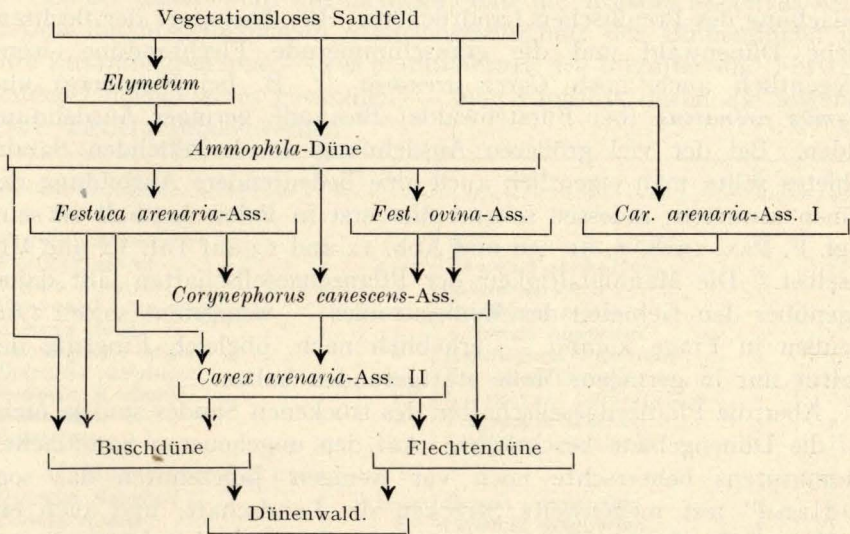 Vegetationsloses Sandfeld
Elymetum
Ammophila-Düne
Festuca arenaria-Ass. Fest. ovina-Ass. Car. arenaria-Ass. I
Corynephorus canescens-Ass.
Carex arenaria-Ass. II
Buschdüne Flechtendüne
Dünenwald.